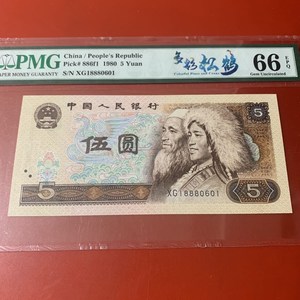 PMG
PAPER MONEY GUARANTY
China / People's Republic
Pick# 886f1 1980 5 Yuan
S/N XG18880601
66 EPQ
Gem Uncirculated
中国人民银行
5
伍圆
XG18880601
5
5